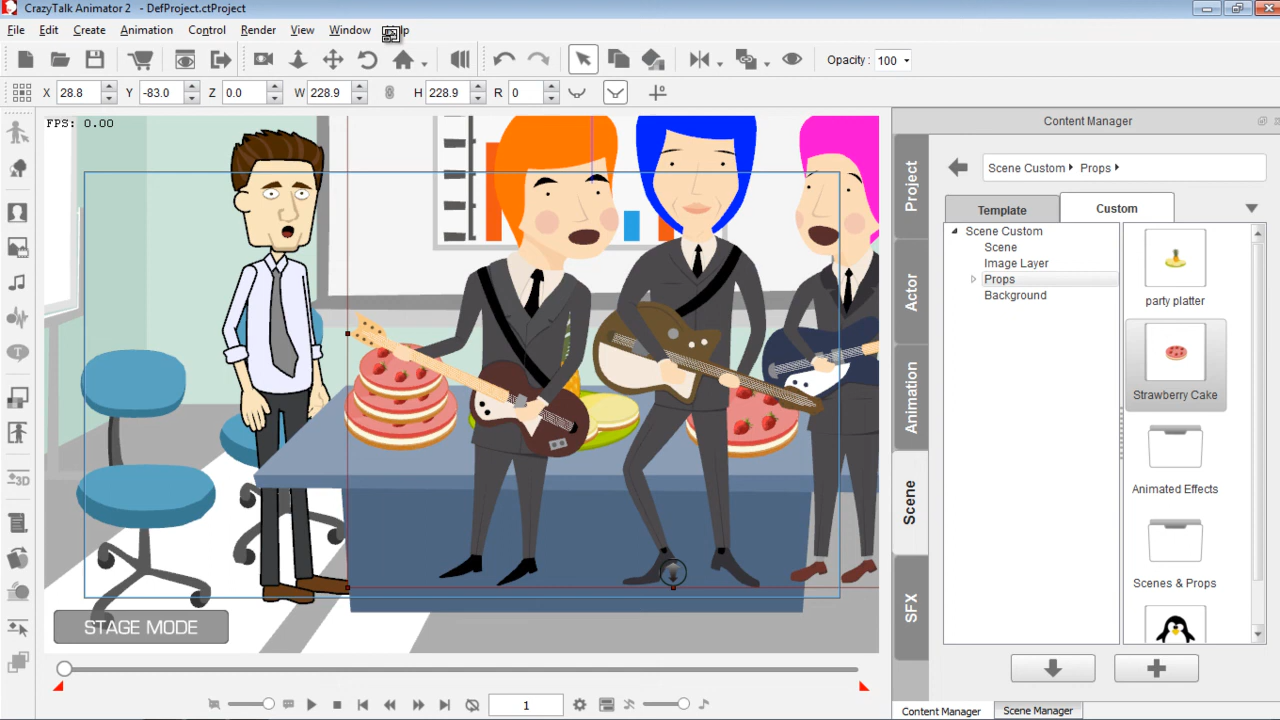 CrazyTalk Animator 2 - DefProject.ctProject
File Edit Create Animation Control Render View Window
Opacity : 100
X 28.8 Y -83.0 Z 0.0 W 228.9 H 228.9 R 0
FPS: 0.00
STAGE MODE
1
Content Manager
Project
Actor
Animation
Scene
SFX
Scene Custom Props
Template Custom
Scene Custom
Scene
Image Layer
Props
Background
party platter
Strawberry Cake
Animated Effects
Scenes & Props
Content Manager Scene Manager